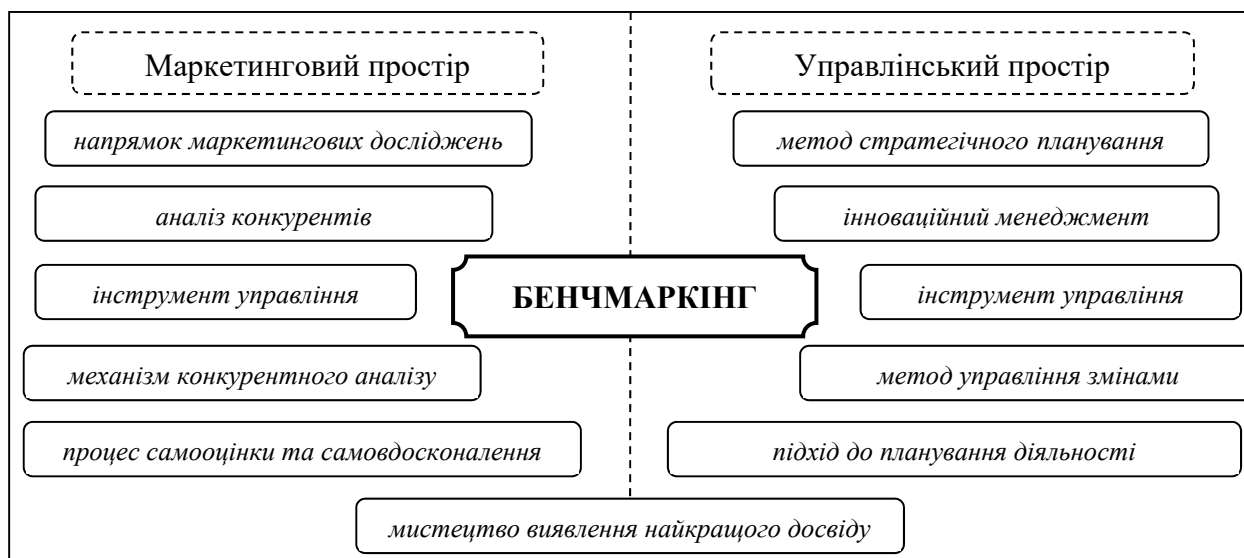 Маркетинговий простір
Управлінський простір
напрямок маркетингових досліджень
метод стратегічного планування
аналіз конкурентів
інноваційний менеджмент
інструмент управління
БЕНЧМАРКІНГ
інструмент управління
механізм конкурентного аналізу
метод управління змінами
процес самооцінки та самовдосконалення
підхід до планування діяльності
мистецтво виявлення найкращого досвіду